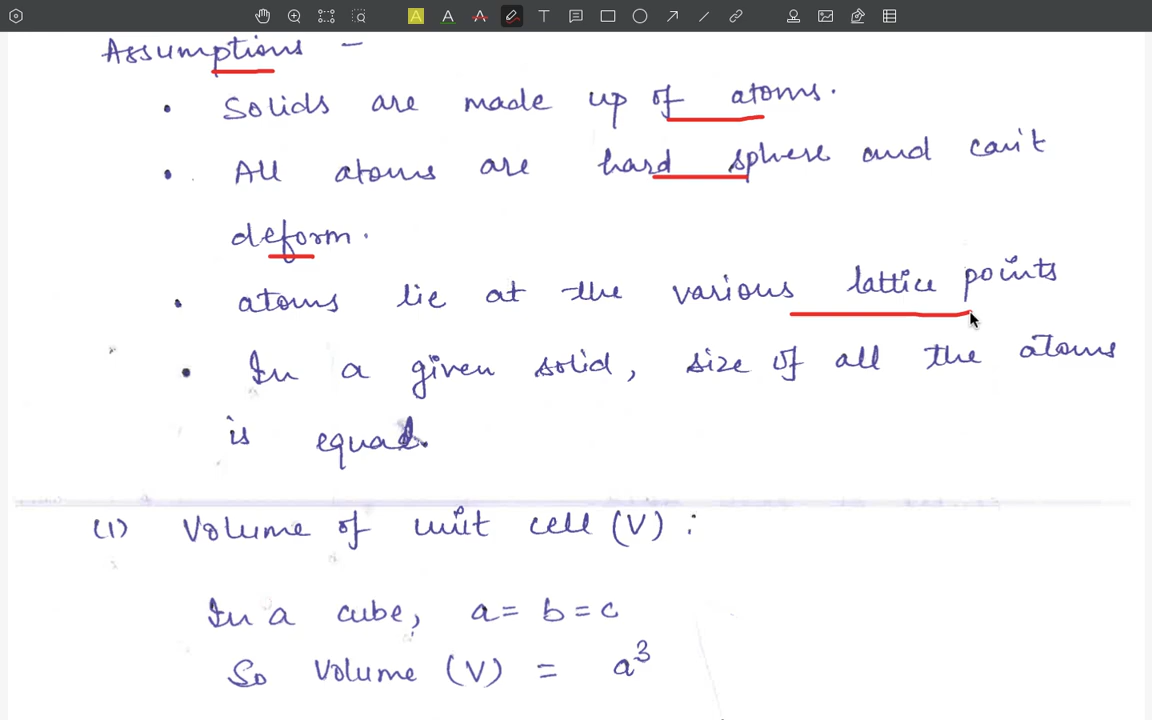 Assumptions -
• Solids are made up of atoms.
• All atoms are hard sphere and can't
deform.
• atoms lie at the various lattice points
• In a given solid, size of all the atoms
is equal.
(1) Volume of unit cell (V) :
In a cube, a = b = c
So Volume (V) = a³